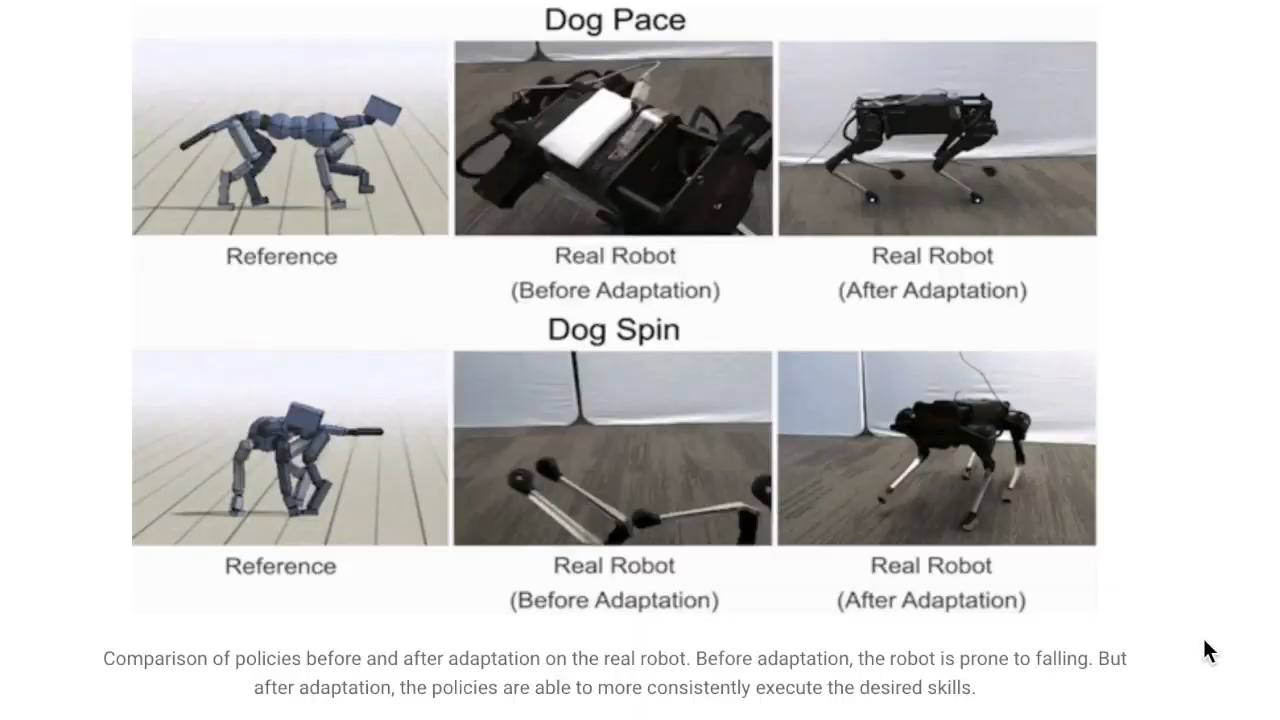 Dog Pace
Reference
Real Robot
(Before Adaptation)
Real Robot
(After Adaptation)
Dog Spin
Reference
Real Robot
(Before Adaptation)
Real Robot
(After Adaptation)
Comparison of policies before and after adaptation on the real robot. Before adaptation, the robot is prone to falling. But
after adaptation, the policies are able to more consistently execute the desired skills.